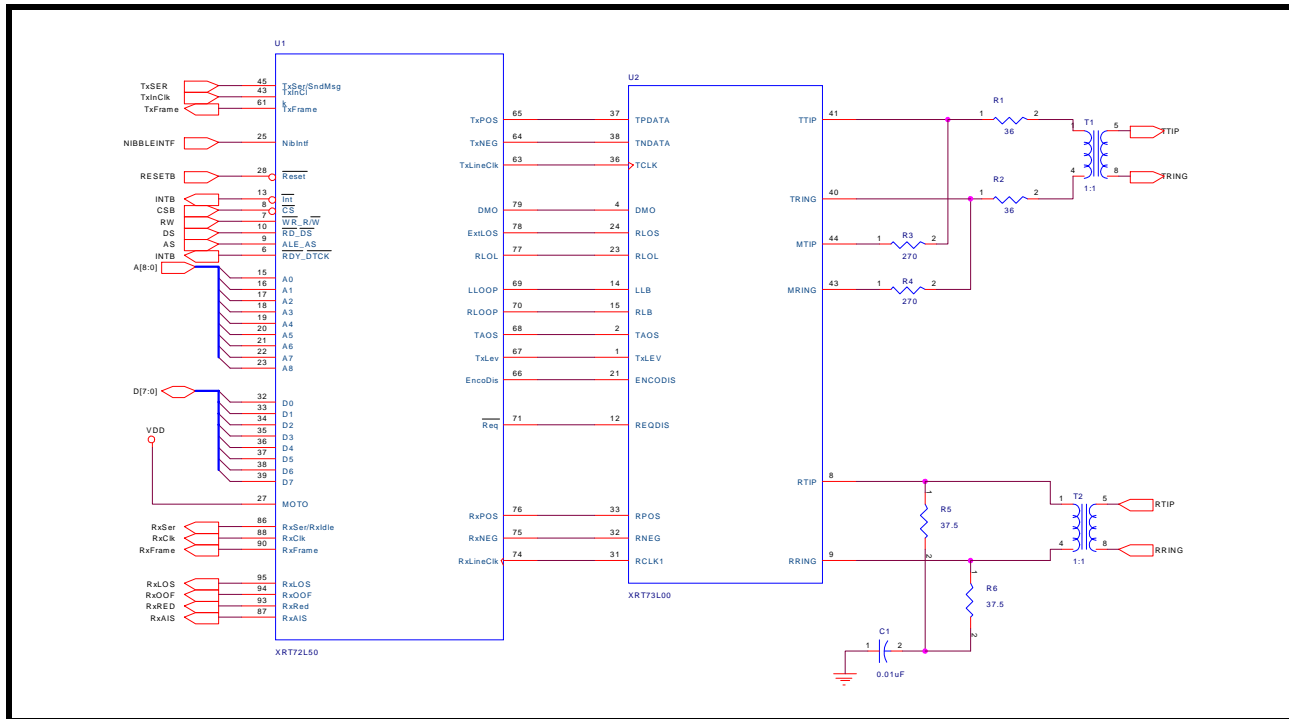 U1
TxSER
45
TxSer/SndMsg
TxInClk
43
TxInCl
k
TxFrame
61
TxFrame
NIBBLEINTF
25
NibIntf
RESETB
28
Reset
INTB
13
Int
CSB
8
CS
RW
7
WR_R/W
DS
10
RD_DS
AS
9
ALE_AS
INTB
6
RDY_DTCK
A[8:0]
15
A0
16
A1
17
A2
18
A3
19
A4
20
A5
21
A6
22
A7
23
A8
D[7:0]
32
D0
33
D1
34
D2
35
D3
36
D4
37
D5
38
D6
39
D7
VDD
27
MOTO
RxSer
86
RxSer/RxIdle
RxClk
88
RxClk
RxFrame
90
RxFrame
RxLOS
95
RxLOS
RxOOF
94
RxOOF
RxRED
93
RxRed
RxAIS
87
RxAIS
XRT72L50
TxPOS
65
TxNEG
64
TxLineClk
63
DMO
79
ExtLOS
78
RLOL
77
LLOOP
69
RLOOP
70
TAOS
68
TxLev
67
EncoDis
66
Req
71
RxPOS
76
RxNEG
75
RxLineClk
74
U2
37
TPDATA
38
TNDATA
36
TCLK
4
DMO
24
RLOS
23
RLOL
14
LLB
15
RLB
2
TAOS
1
TxLEV
21
ENCODIS
12
REQDIS
33
RPOS
32
RNEG
31
RCLK1
XRT73L00
TTIP
41
TRING
40
MTIP
44
MRING
43
RTIP
8
RRING
9
R1
1
2
36
R2
1
2
36
R3
1
2
270
R4
1
2
270
T1
1
5
4
8
1:1
TTIP
TRING
R5
1
2
37.5
R6
1
2
37.5
C1
1
2
0.01uF
T2
1
5
4
8
1:1
RTIP
RRING